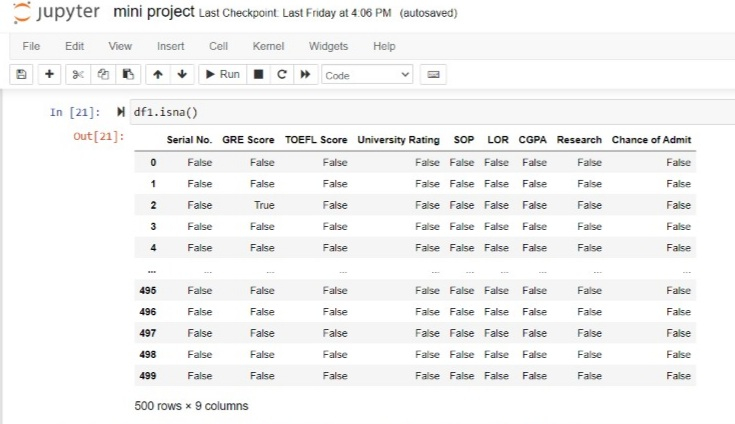 jupyter mini project Last Checkpoint: Last Friday at 4:06 PM (autosaved)
File Edit View Insert Cell Kernel Widgets Help
Run Code
In [21]: df1.isna()
Out[21]:
Serial No. GRE Score TOEFL Score University Rating SOP LOR CGPA Research Chance of Admit
0 False False False False False False False False False
1 False False False False False False False False False
2 False True False False False False False False False
3 False False False False False False False False False
4 False False False False False False False False False
... ... ... ... ... ... ... ... ... ...
495 False False False False False False False False False
496 False False False False False False False False False
497 False False False False False False False False False
498 False False False False False False False False False
499 False False False False False False False False False
500 rows × 9 columns